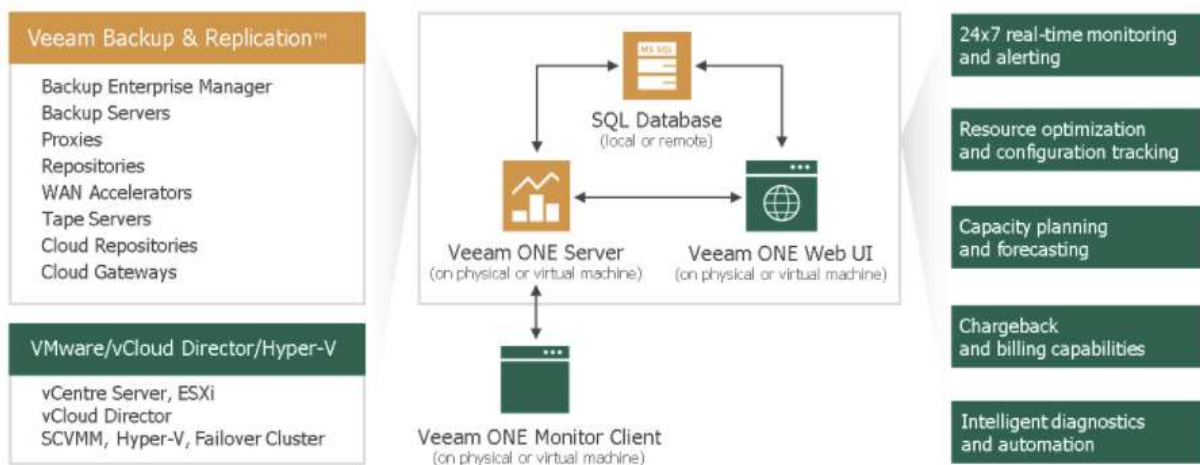 Veeam Backup & Replication™
Backup Enterprise Manager
Backup Servers
Proxies
Repositories
WAN Accelerators
Tape Servers
Cloud Repositories
Cloud Gateways
VMware/vCloud Director/Hyper-V
vCentre Server, ESXi
vCloud Director
SCVMM, Hyper-V, Failover Cluster
MS SQL
SQL Database
(local or remote)
Veeam ONE Server
(on physical or virtual machine)
Veeam ONE Web UI
(on physical or virtual machine)
Veeam ONE Monitor Client
(on physical or virtual machine)
24x7 real-time monitoring
and alerting
Resource optimization
and configuration tracking
Capacity planning
and forecasting
Chargeback
and billing capabilities
Intelligent diagnostics
and automation